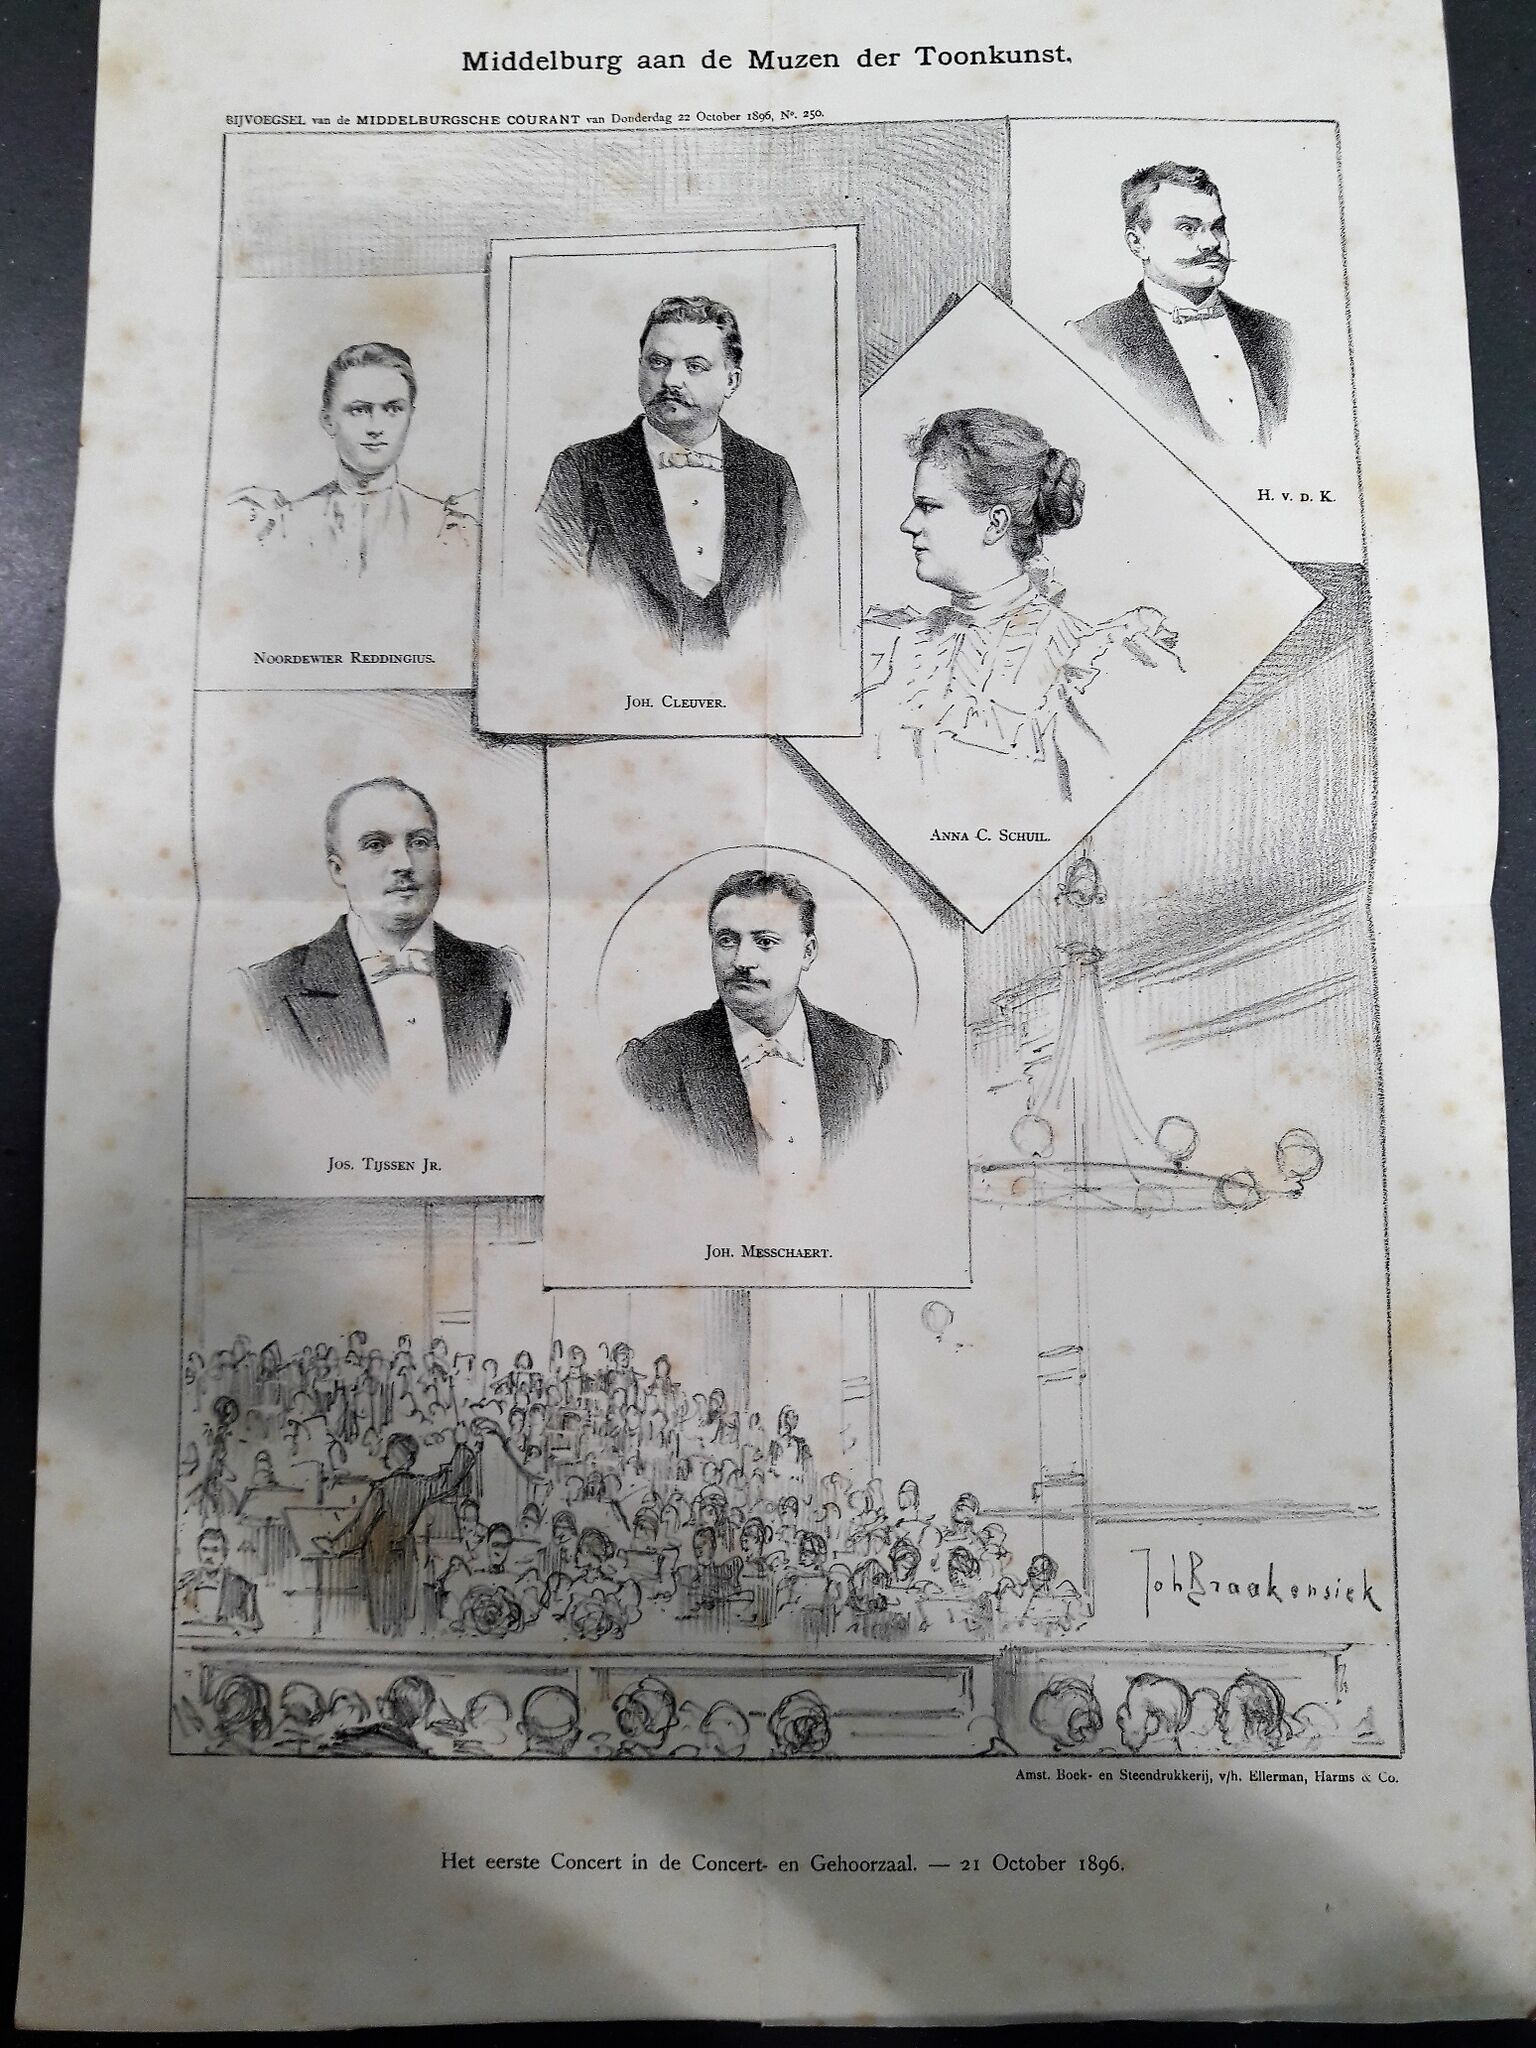 Middelburg aan de Muzen der Toonkunst.
BIJVOEGSEL van de MIDDELBURGSCHE COURANT van Donderdag 22 October 1896, No. 250.
H. v. d. K.
Noordewier Reddingius.
Joh. Cleuver.
Anna C. Schuil.
Jos. Tijssen Jr.
Joh. Messchaert.
Joh Braakensiek
Amst. Boek- en Steendrukkerij, v/h. Ellerman, Harms & Co.
Het eerste Concert in de Concert- en Gehoorzaal. — 21 October 1896.